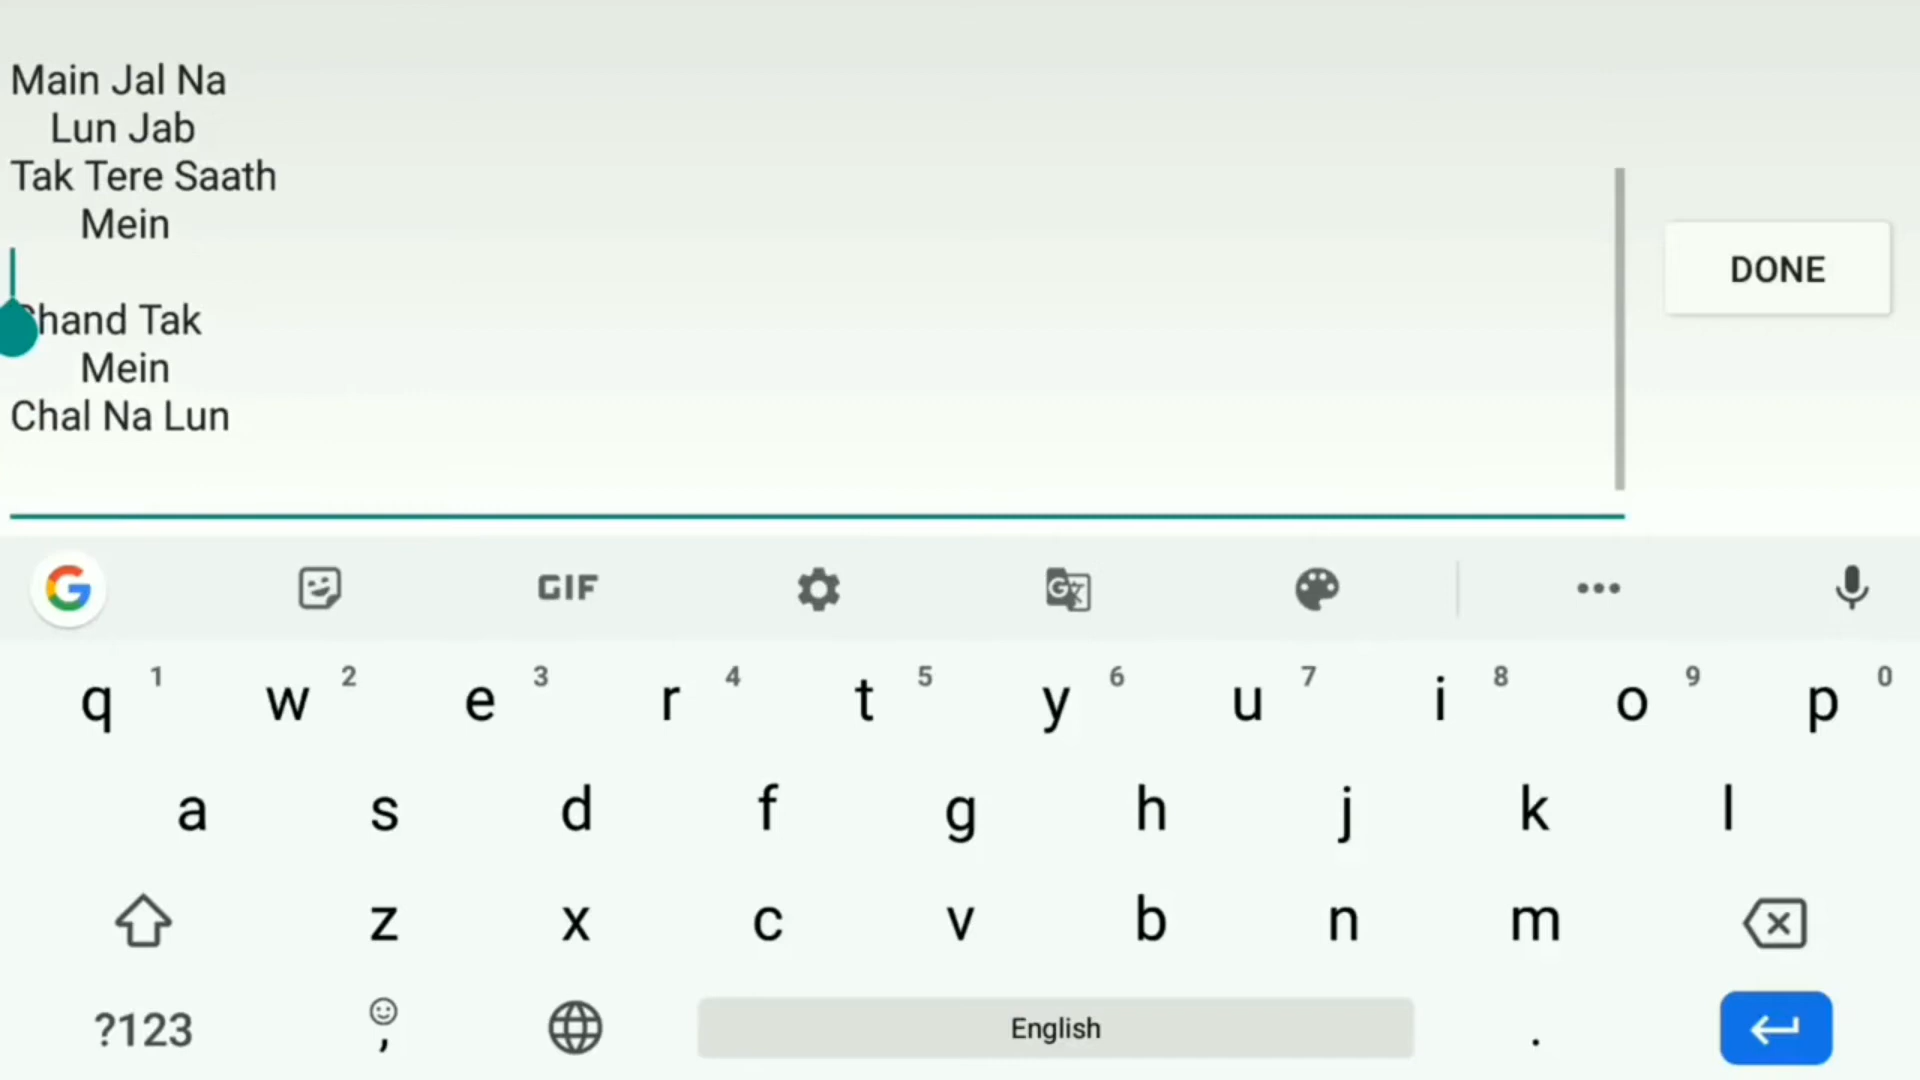 Main Jal Na
Lun Jab
Tak Tere Saath
Mein
hand Tak
Mein
Chal Na Lun
DONE
G GIF G
q 1 w 2 e 3 r 4 t 5 y 6 u 7 i 8 o 9 p 0
a s d f g h j k l
z x c v b n m
?123 , English .